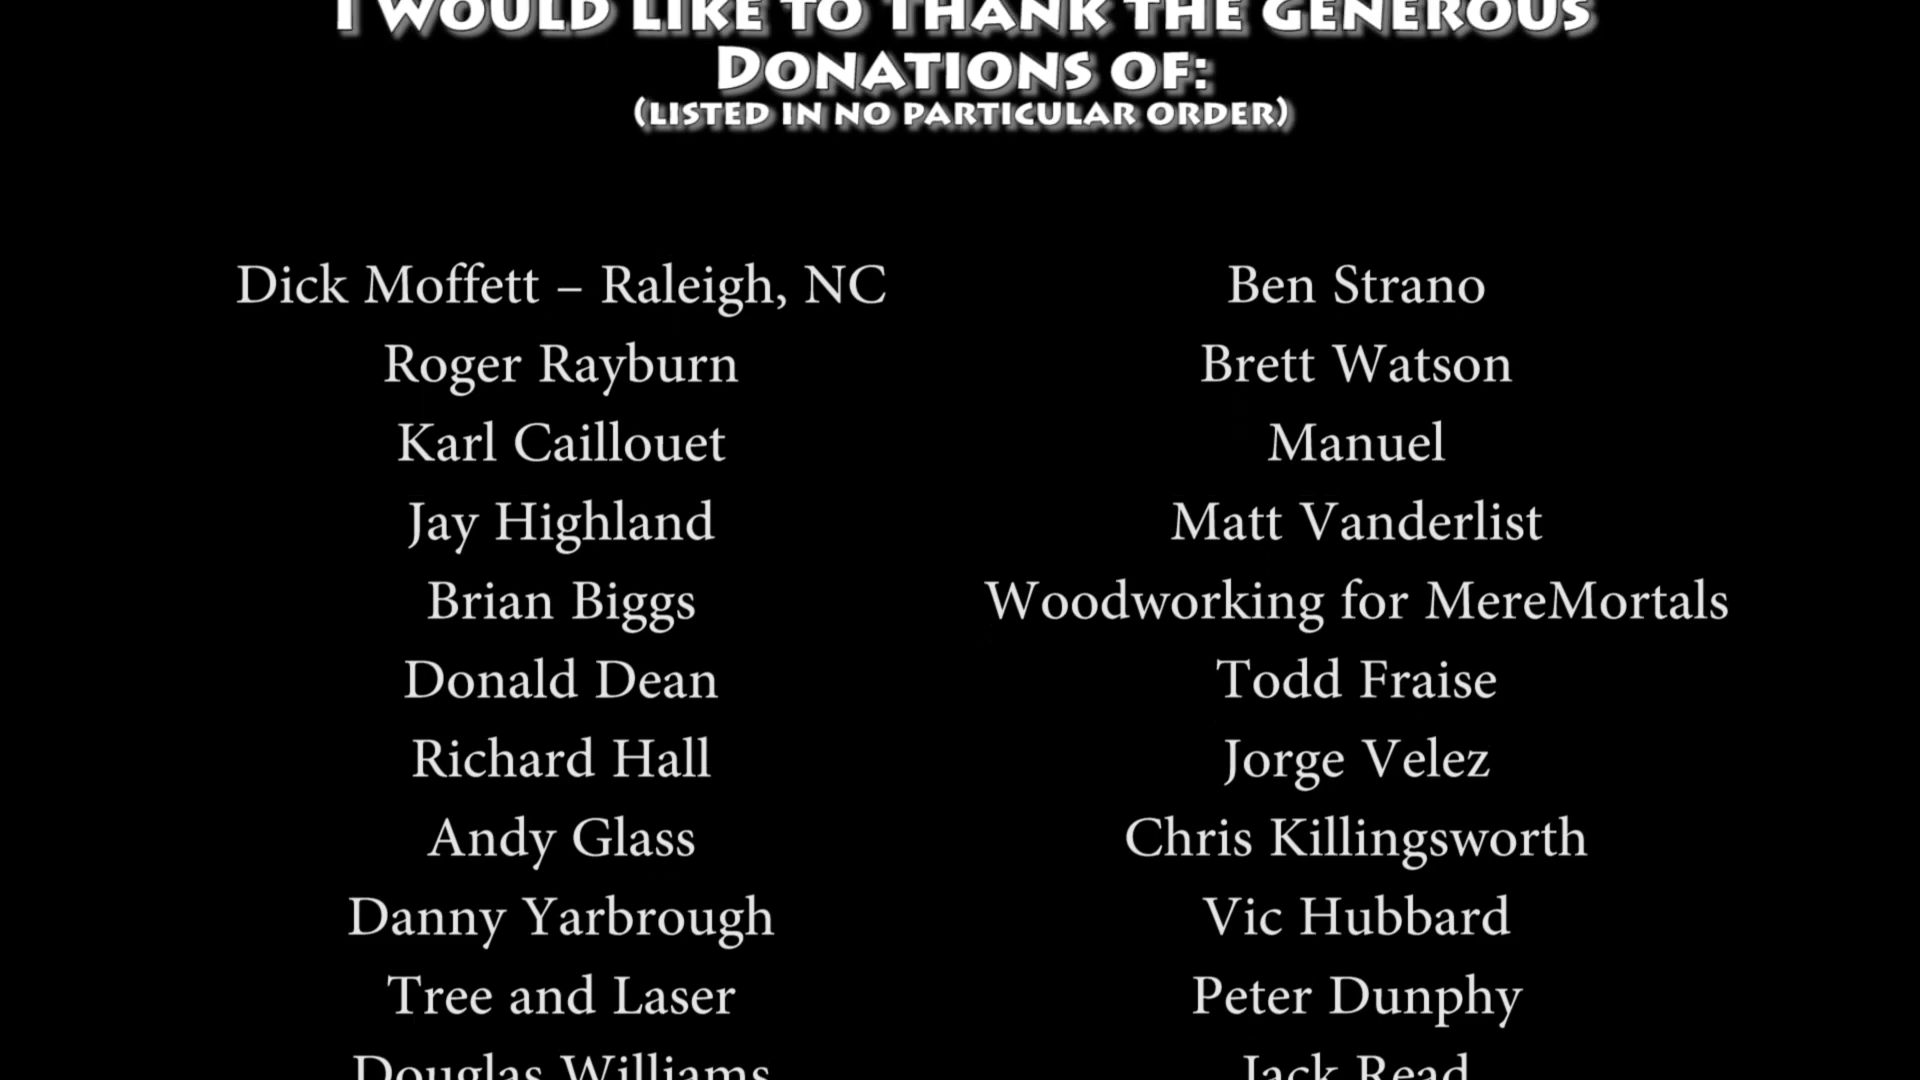 I would like to thank the generous
Donations of:
(listed in no particular order)
Dick Moffett – Raleigh, NC
Roger Rayburn
Karl Caillouet
Jay Highland
Brian Biggs
Donald Dean
Richard Hall
Andy Glass
Danny Yarbrough
Tree and Laser
Douglas Williams
Ben Strano
Brett Watson
Manuel
Matt Vanderlist
Woodworking for MereMortals
Todd Fraise
Jorge Velez
Chris Killingsworth
Vic Hubbard
Peter Dunphy
Jack Read